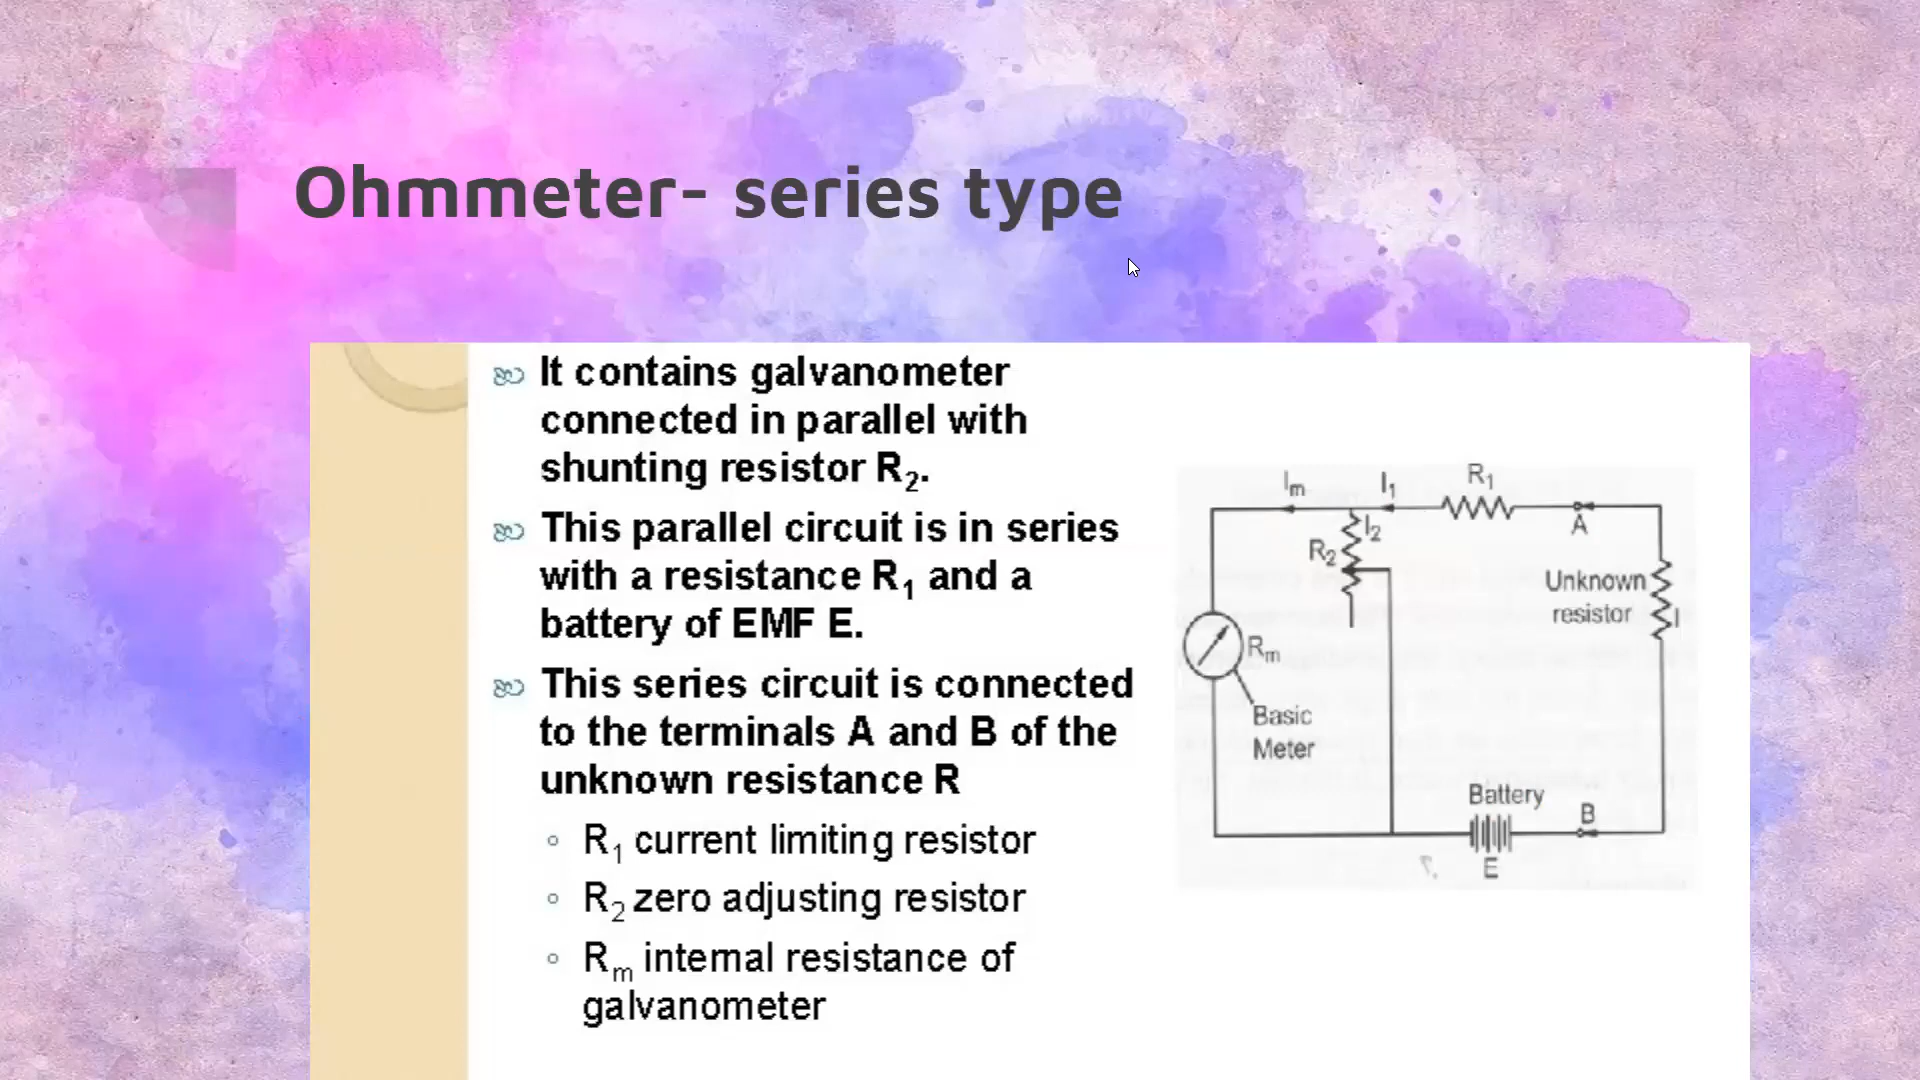 Ohmmeter- series type
It contains galvanometer
connected in parallel with
shunting resistor R2.
This parallel circuit is in series
with a resistance R1 and a
battery of EMF E.
This series circuit is connected
to the terminals A and B of the
unknown resistance R
R1 current limiting resistor
R2 zero adjusting resistor
Rm internal resistance of
galvanometer
Im
I1
R1
A
I2
R2
Unknown
resistor
Rm
Basic
Meter
Battery
B
E